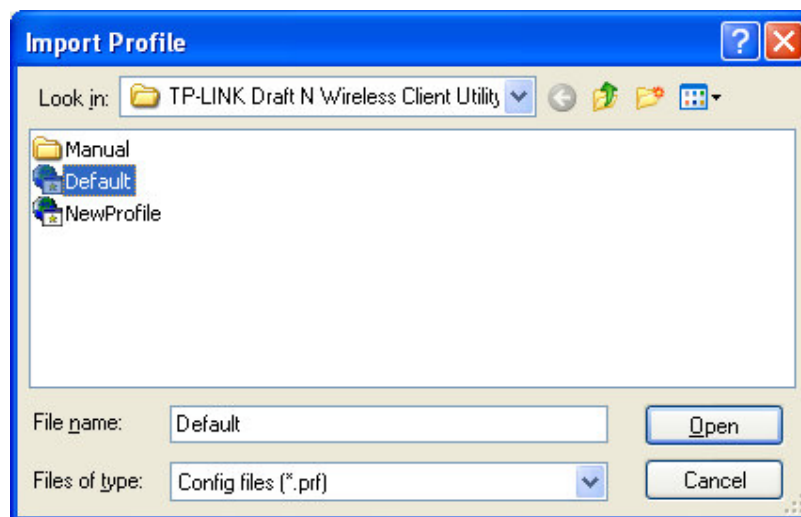 Import Profile
Look in: TP-LINK Draft N Wireless Client Utility
Manual
Default
NewProfile
File name: Default Open
Files of type: Config files (*.prf) Cancel